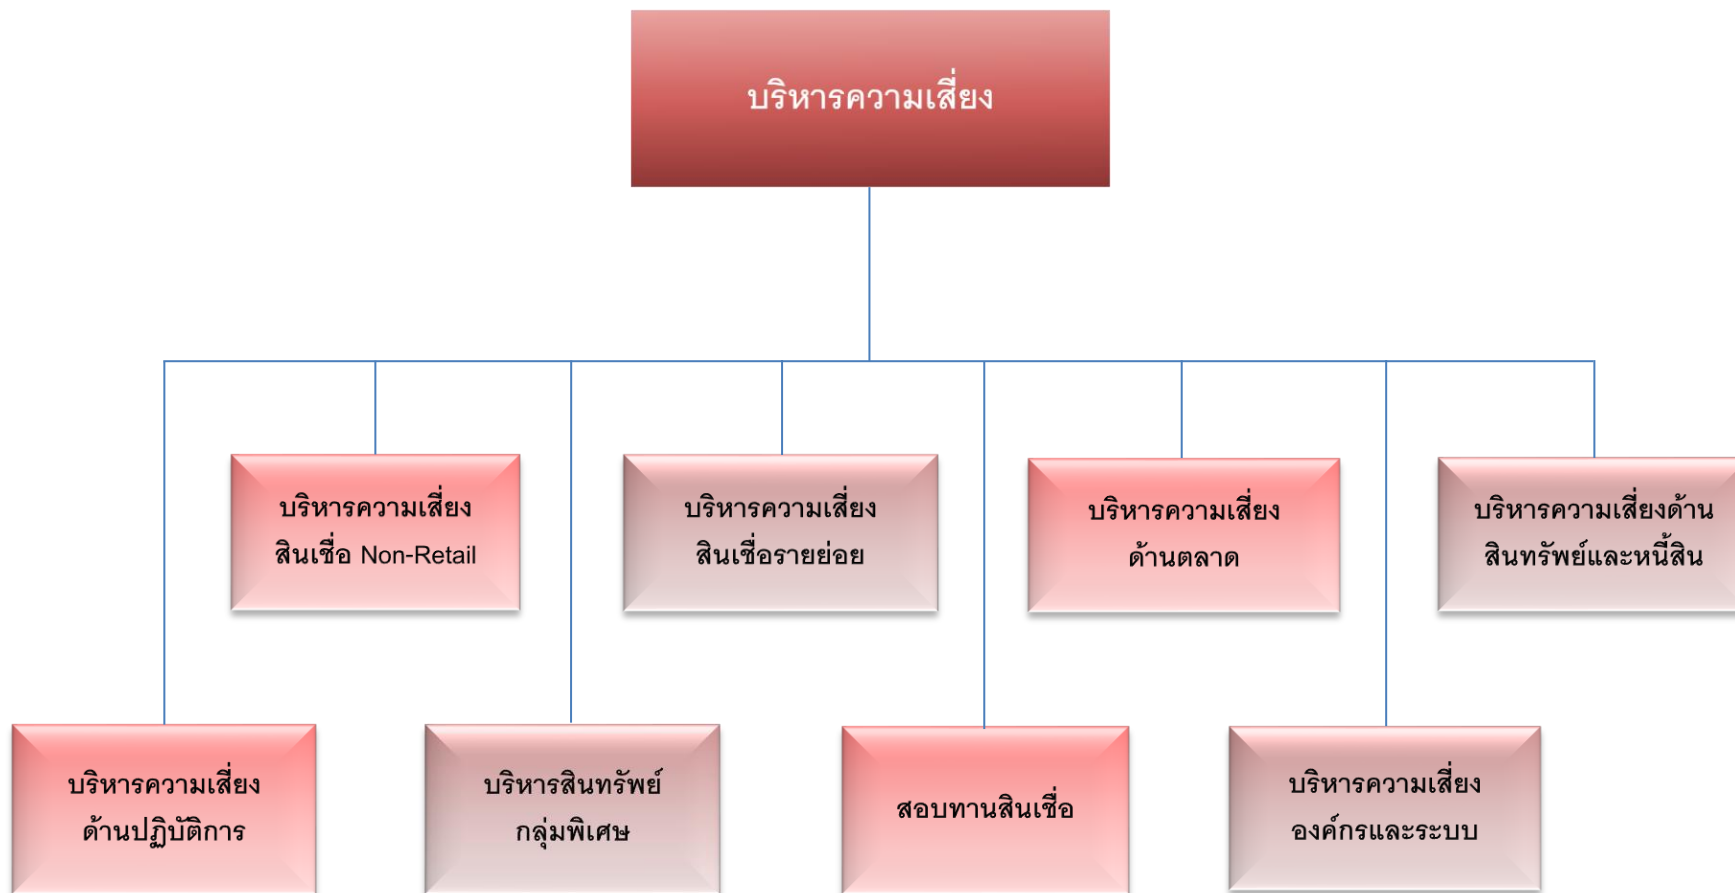 บริหารความเสี่ยง
บริหารความเสี่ยง
สินเชื่อ Non-Retail
บริหารความเสี่ยง
สินเชื่อรายย่อย
บริหารความเสี่ยง
ด้านตลาด
บริหารความเสี่ยงด้าน
สินทรัพย์และหนี้สิน
บริหารความเสี่ยง
ด้านปฏิบัติการ
บริหารสินทรัพย์
กลุ่มพิเศษ
สอบทานสินเชื่อ
บริหารความเสี่ยง
องค์กรและระบบ